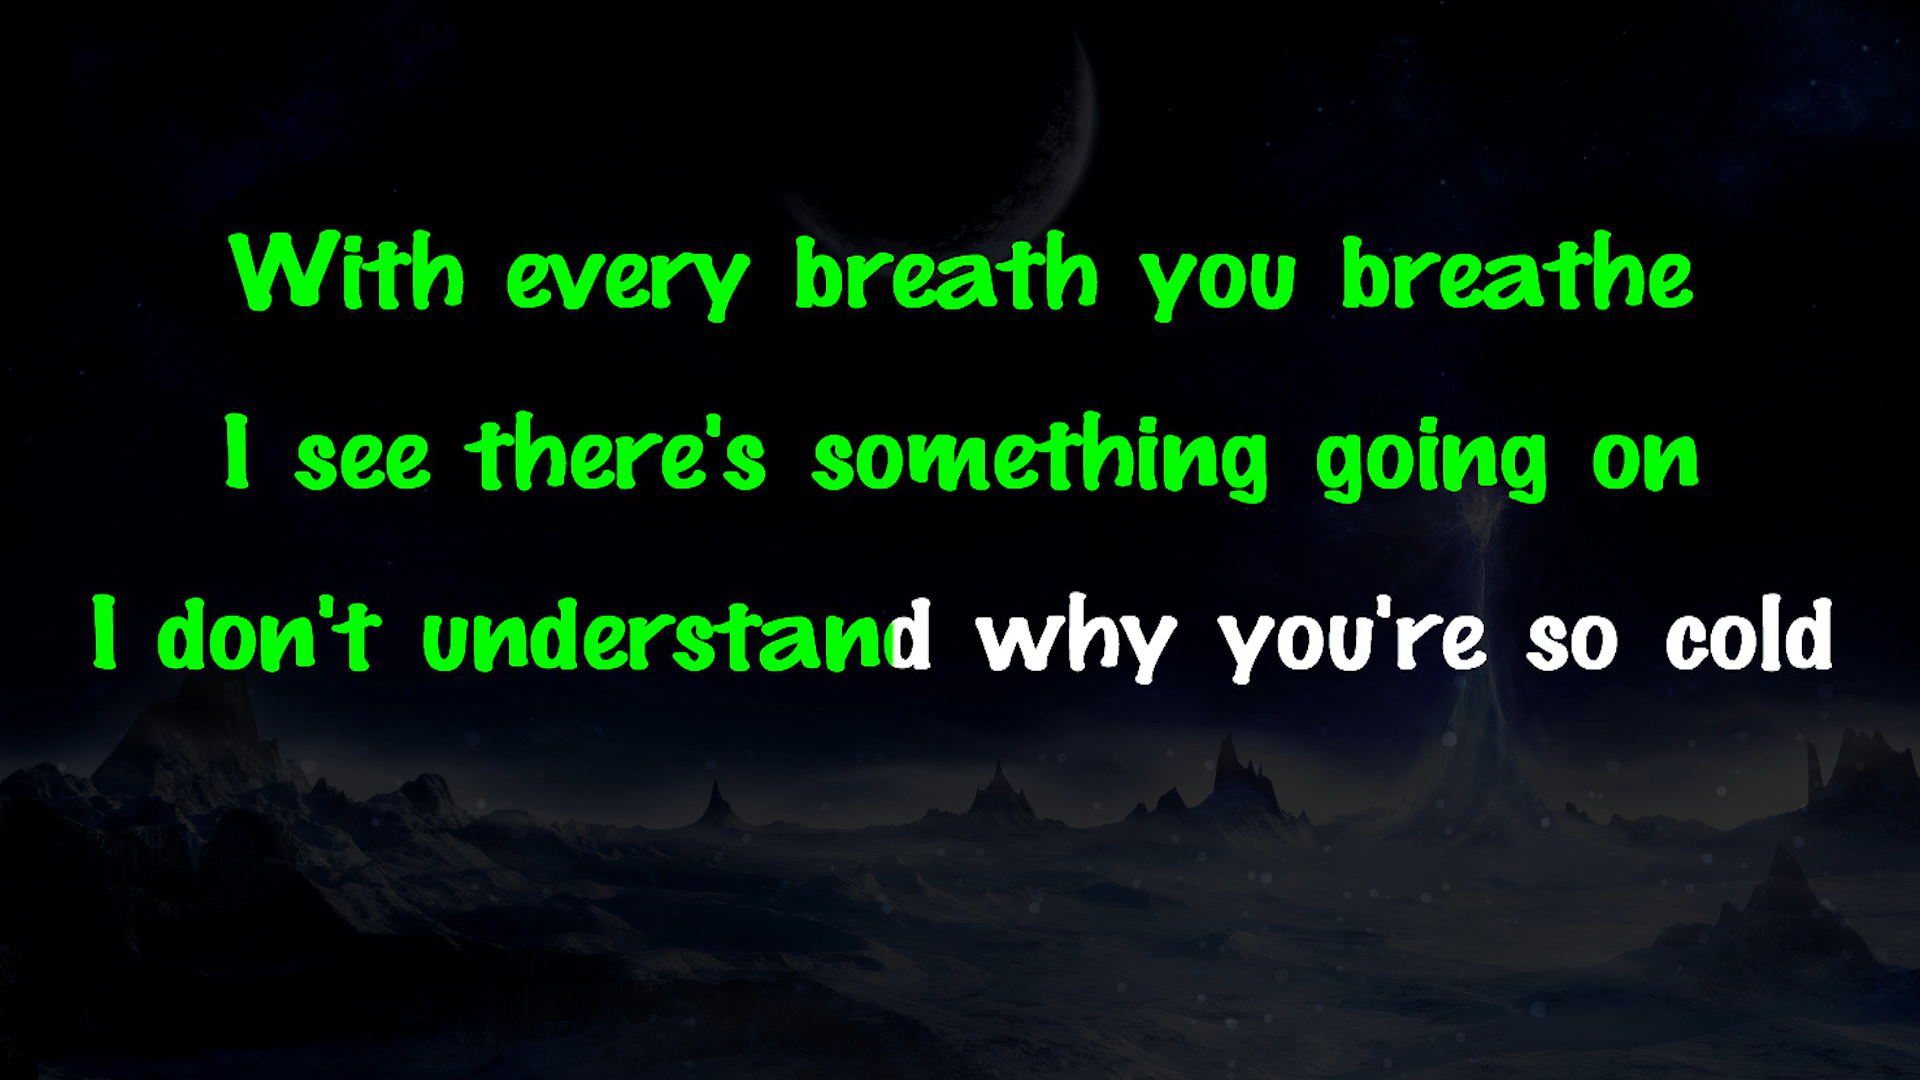 With every breath you breathe
I see there's something going on
I don't understand why you're so cold